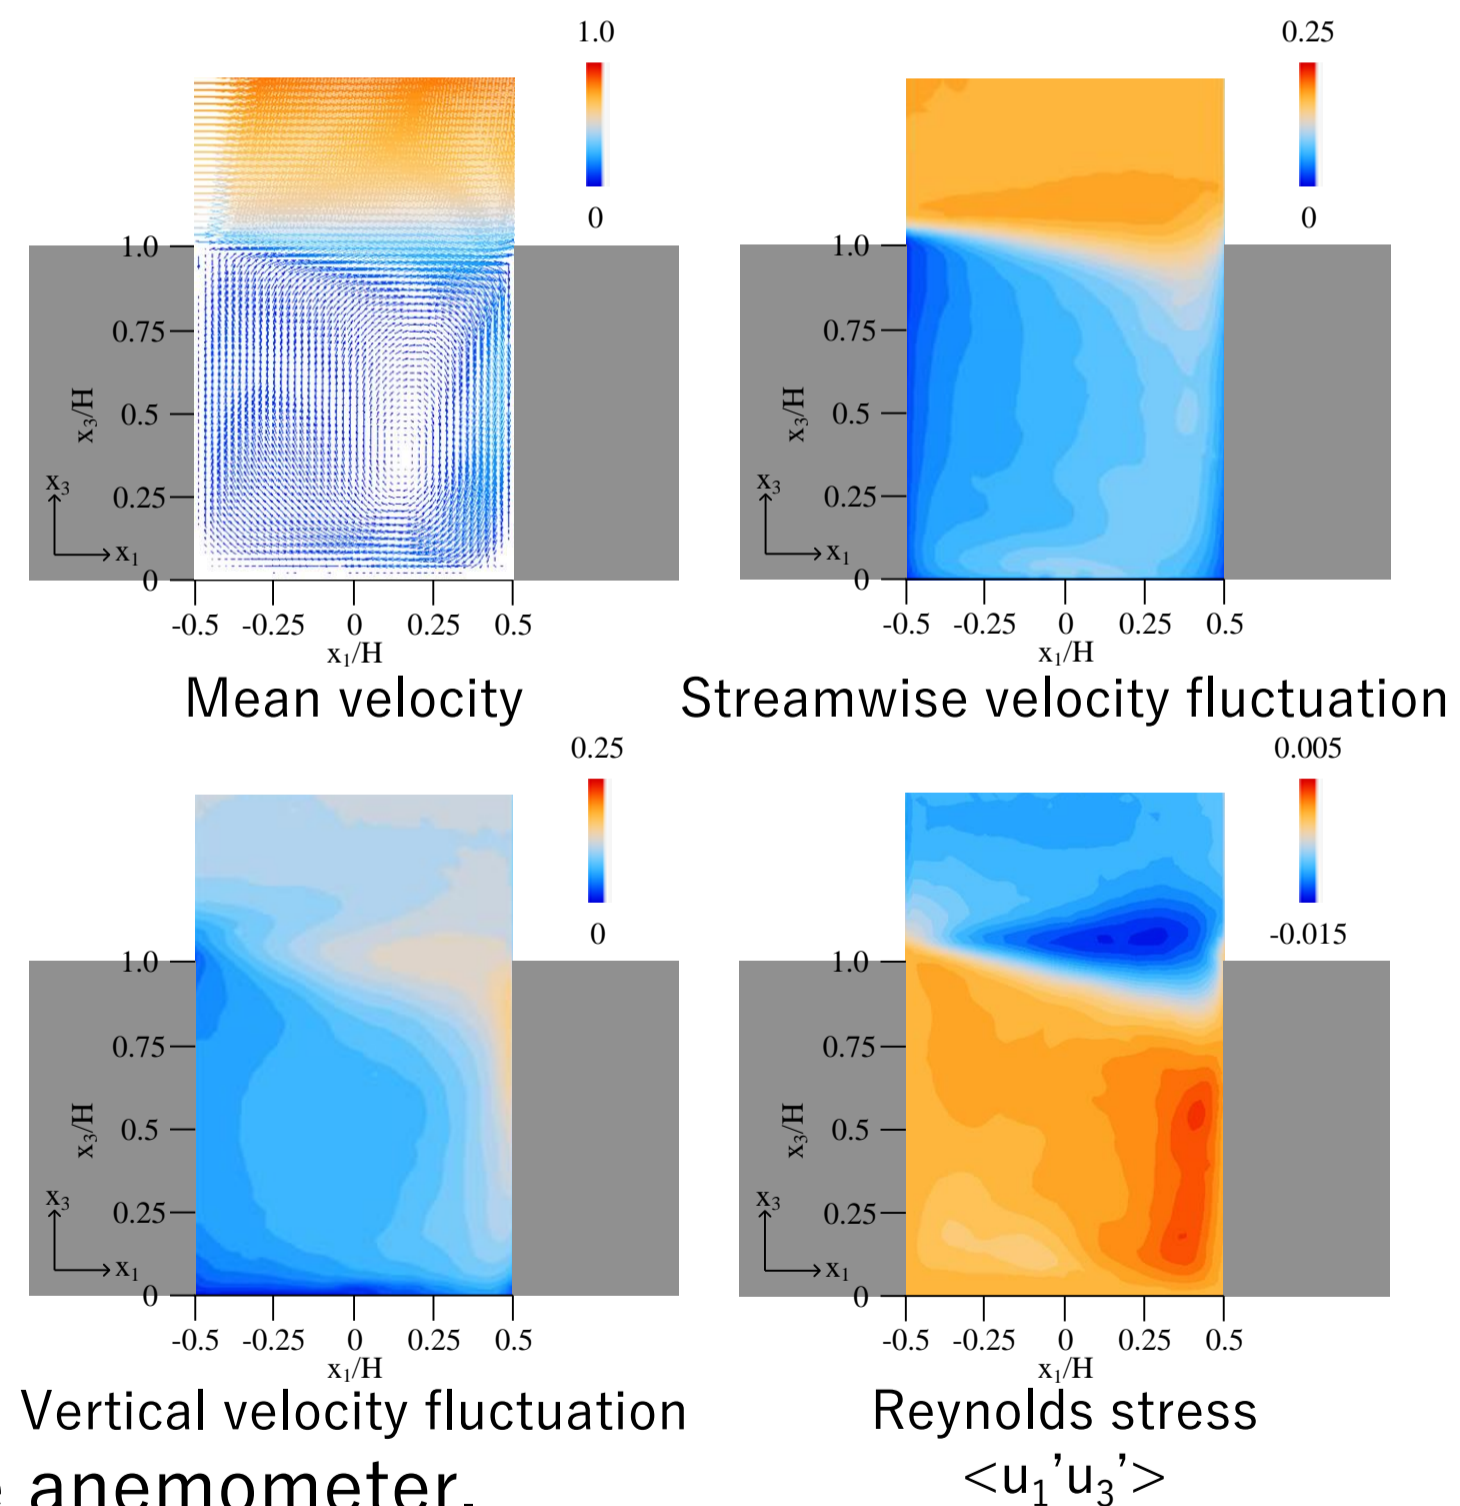 1.0
0
1.0
0.75
0.5
0.25
0
x₃/H
x₃
x₁
-0.5 -0.25 0 0.25 0.5
x₁/H
Mean velocity
0.25
0
1.0
0.75
0.5
0.25
0
x₃/H
x₃
x₁
-0.5 -0.25 0 0.25 0.5
x₁/H
Streamwise velocity fluctuation
0.25
0
1.0
0.75
0.5
0.25
0
x₃/H
x₃
x₁
-0.5 -0.25 0 0.25 0.5
x₁/H
Vertical velocity fluctuation
0.005
-0.015
1.0
0.75
0.5
0.25
0
x₃/H
x₃
x₁
-0.5 -0.25 0 0.25 0.5
x₁/H
Reynolds stress
<u₁’u₃’>
anemometer.